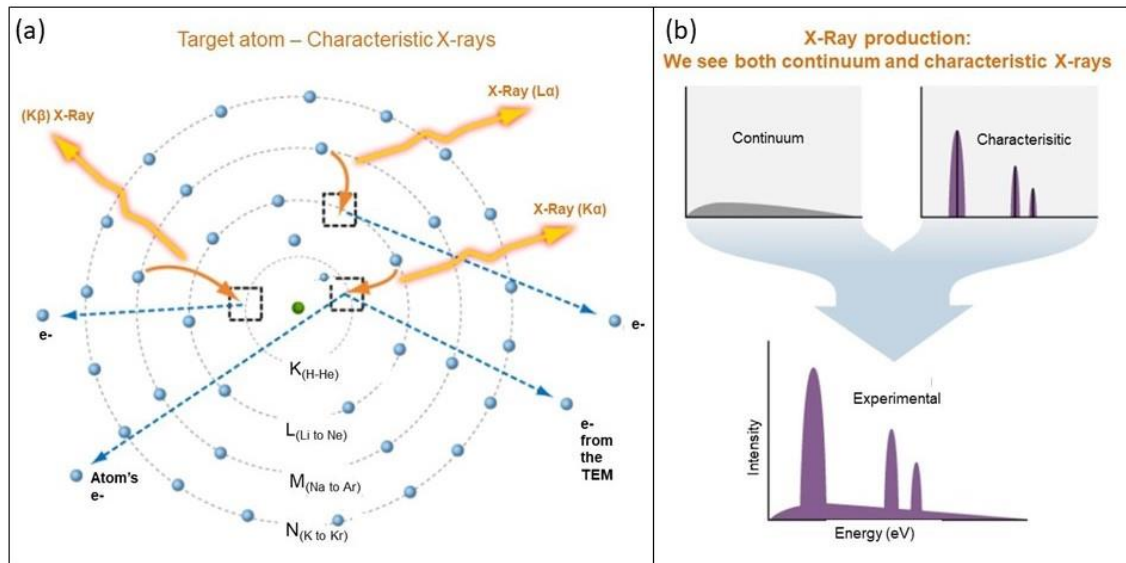 (a)
Target atom – Characteristic X-rays
(Kβ) X-Ray
X-Ray (Lα)
X-Ray (Kα)
e-
e-
K(H-He)
L(Li to Ne)
M(Na to Ar)
N(K to Kr)
Atom's
e-
e-
from
the
TEM
(b)
X-Ray production:
We see both continuum and characteristic X-rays
Continuum
Characterisitic
Experimental
Intensity
Energy (eV)